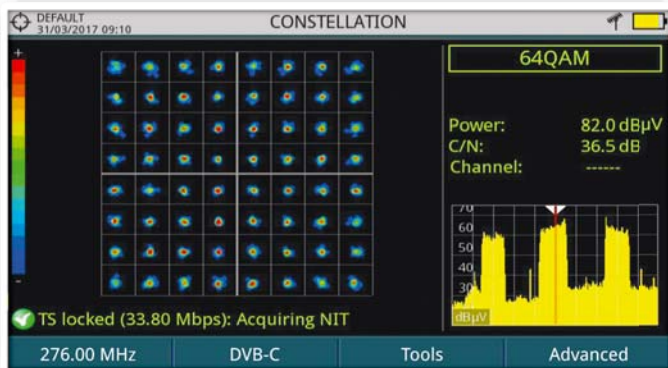 DEFAULT
31/03/2017 09:10
CONSTELLATION
+
-
64QAM
Power: 82.0 dBµV
C/N: 36.5 dB
Channel: ------
70
60
50
40
30
dBµV
TS locked (33.80 Mbps): Acquiring NIT
276.00 MHz DVB-C Tools Advanced